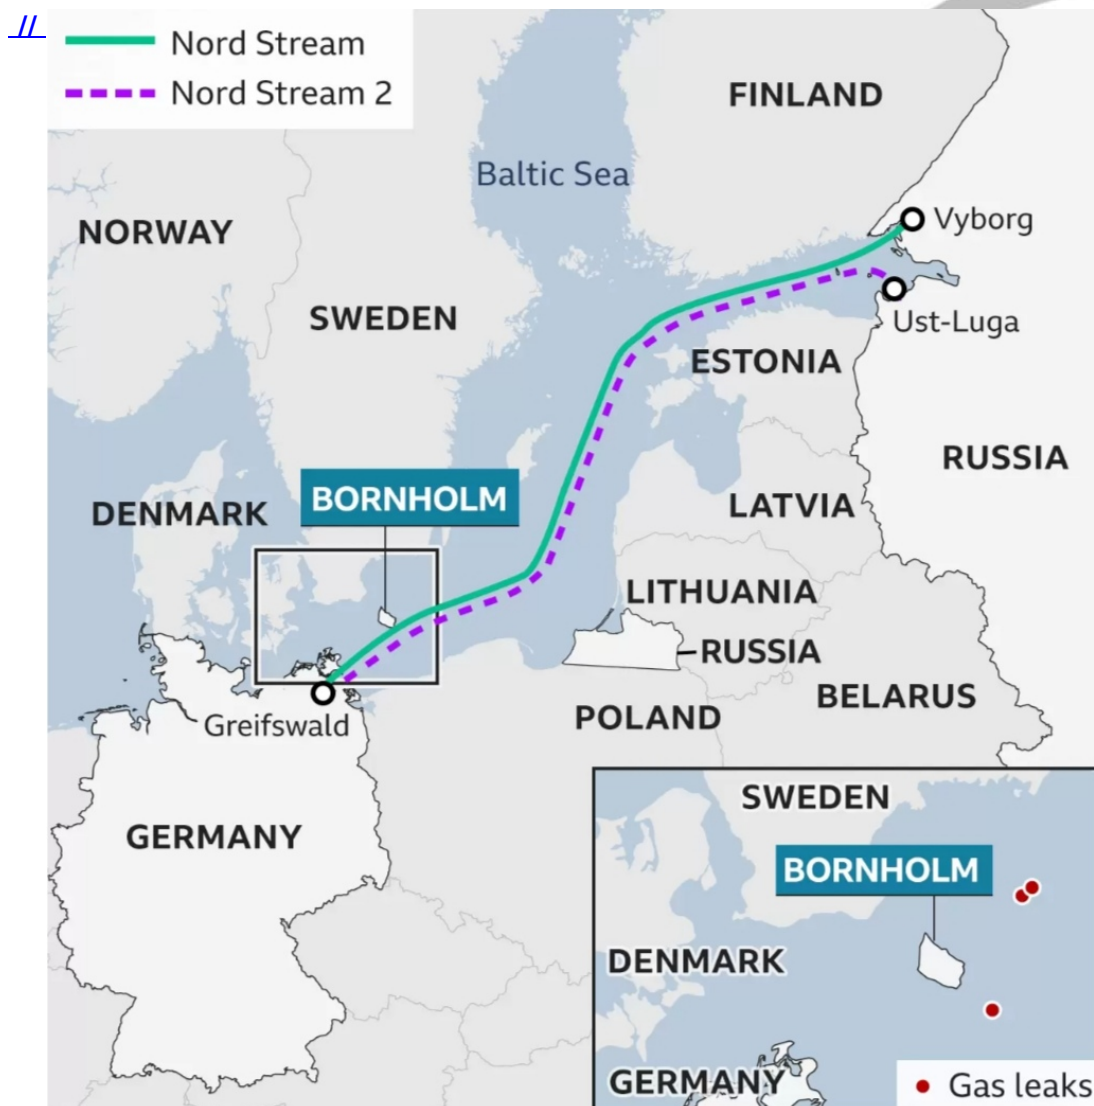 //
Nord Stream
Nord Stream 2
FINLAND
Baltic Sea
NORWAY
Vyborg
SWEDEN
Ust-Luga
ESTONIA
RUSSIA
DENMARK
BORNHOLM
LATVIA
LITHUANIA
RUSSIA
BELARUS
POLAND
Greifswald
GERMANY
SWEDEN
BORNHOLM
DENMARK
GERMANY
Gas leaks